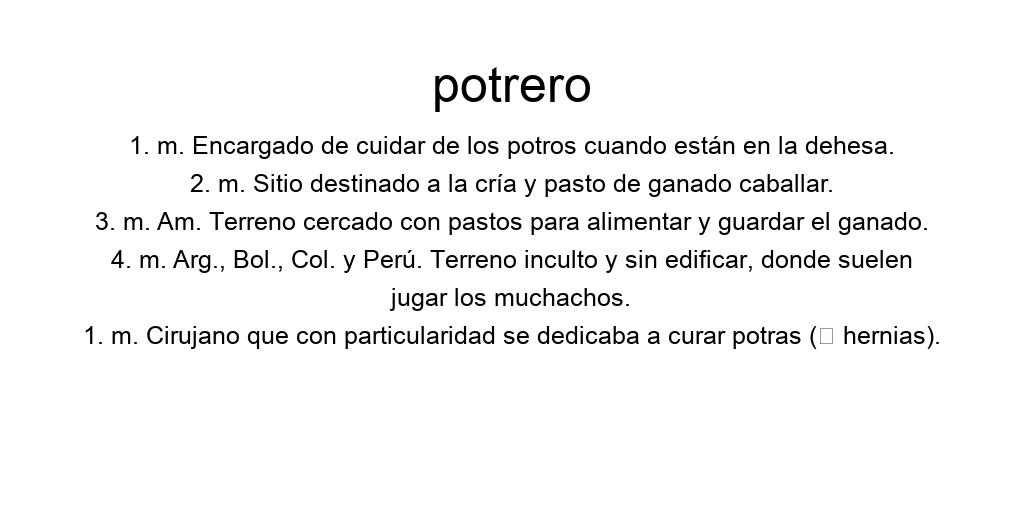 potrero
1. m. Encargado de cuidar de los potros cuando están en la dehesa.
2. m. Sitio destinado a la cría y pasto de ganado caballar.
3. m. Am. Terreno cercado con pastos para alimentar y guardar el ganado.
4. m. Arg., Bol., Col. y Perú. Terreno inculto y sin edificar, donde suelen
jugar los muchachos.
1. m. Cirujano que con particularidad se dedicaba a curar potras (□ hernias).